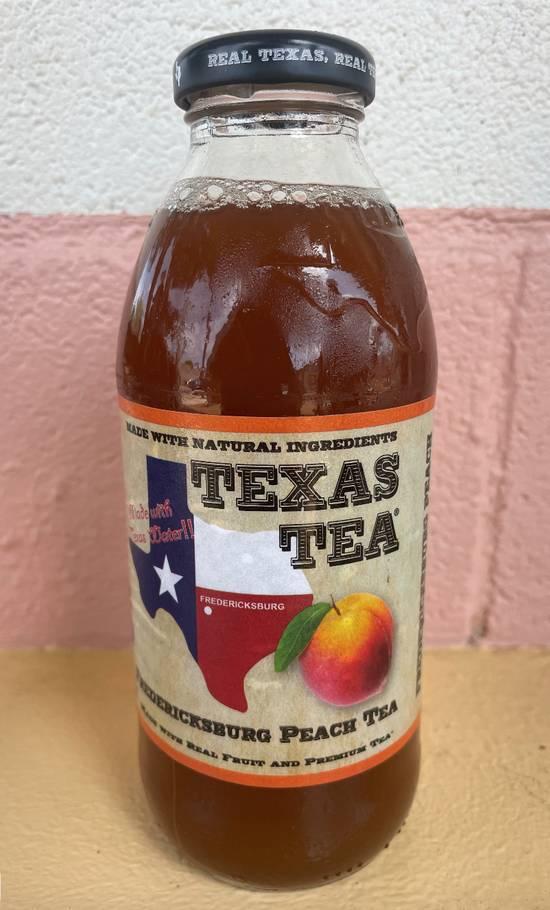 REAL TEXAS, REAL
MADE WITH NATURAL INGREDIENTS
TEXAS
TEA®
Made with
Texas Water!!
FREDERICKSBURG
FREDERICKSBURG PEACH TEA
MADE WITH REAL FRUIT AND PREMIUM TEA